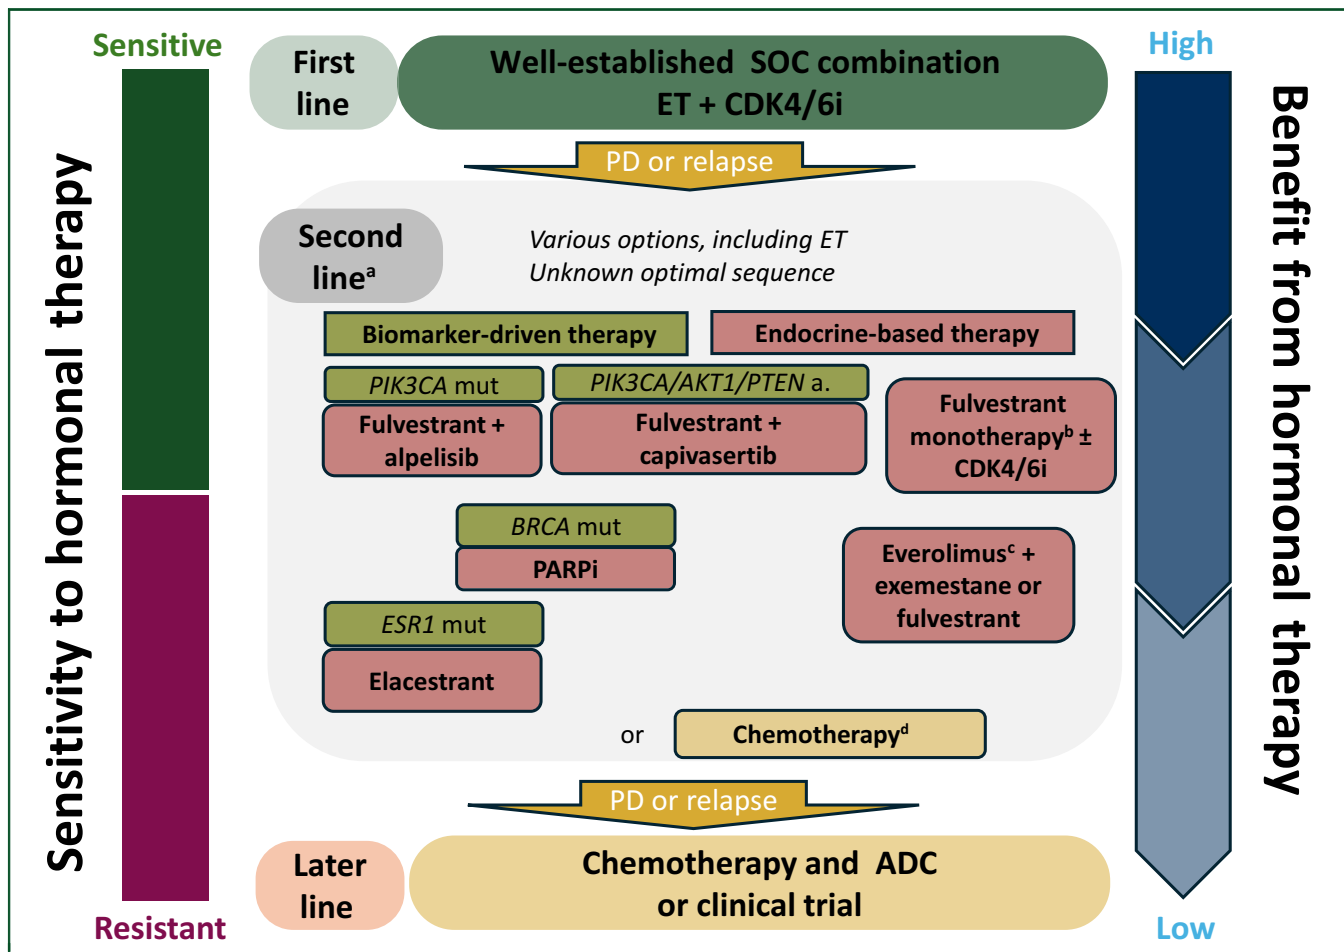 Sensitive
Sensitivity to hormonal therapy
Resistant
First
line
Well-established SOC combination
ET + CDK4/6i
PD or relapse
Second
lineᵃ
Various options, including ET
Unknown optimal sequence
Biomarker-driven therapy
Endocrine-based therapy
PIK3CA mut
Fulvestrant +
alpelisib
PIK3CA/AKT1/PTEN a.
Fulvestrant +
capivasertib
Fulvestrant
monotherapyᵇ ±
CDK4/6i
BRCA mut
PARPi
Everolimusᶜ +
exemestane or
fulvestrant
ESR1 mut
Elacestrant
or
Chemotherapyᵈ
PD or relapse
Later
line
Chemotherapy and ADC
or clinical trial
High
Benefit from hormonal therapy
Low